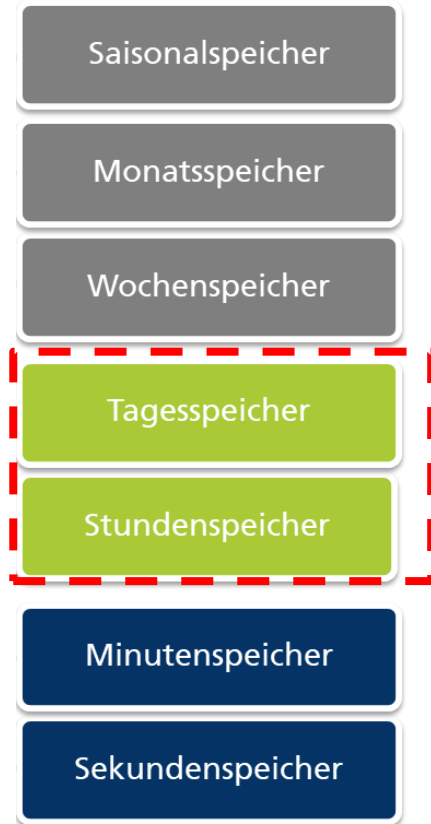 Saisonalspeicher
Monatsspeicher
Wochenspeicher
Tagesspeicher
Stundenspeicher
Minutenspeicher
Sekundenspeicher